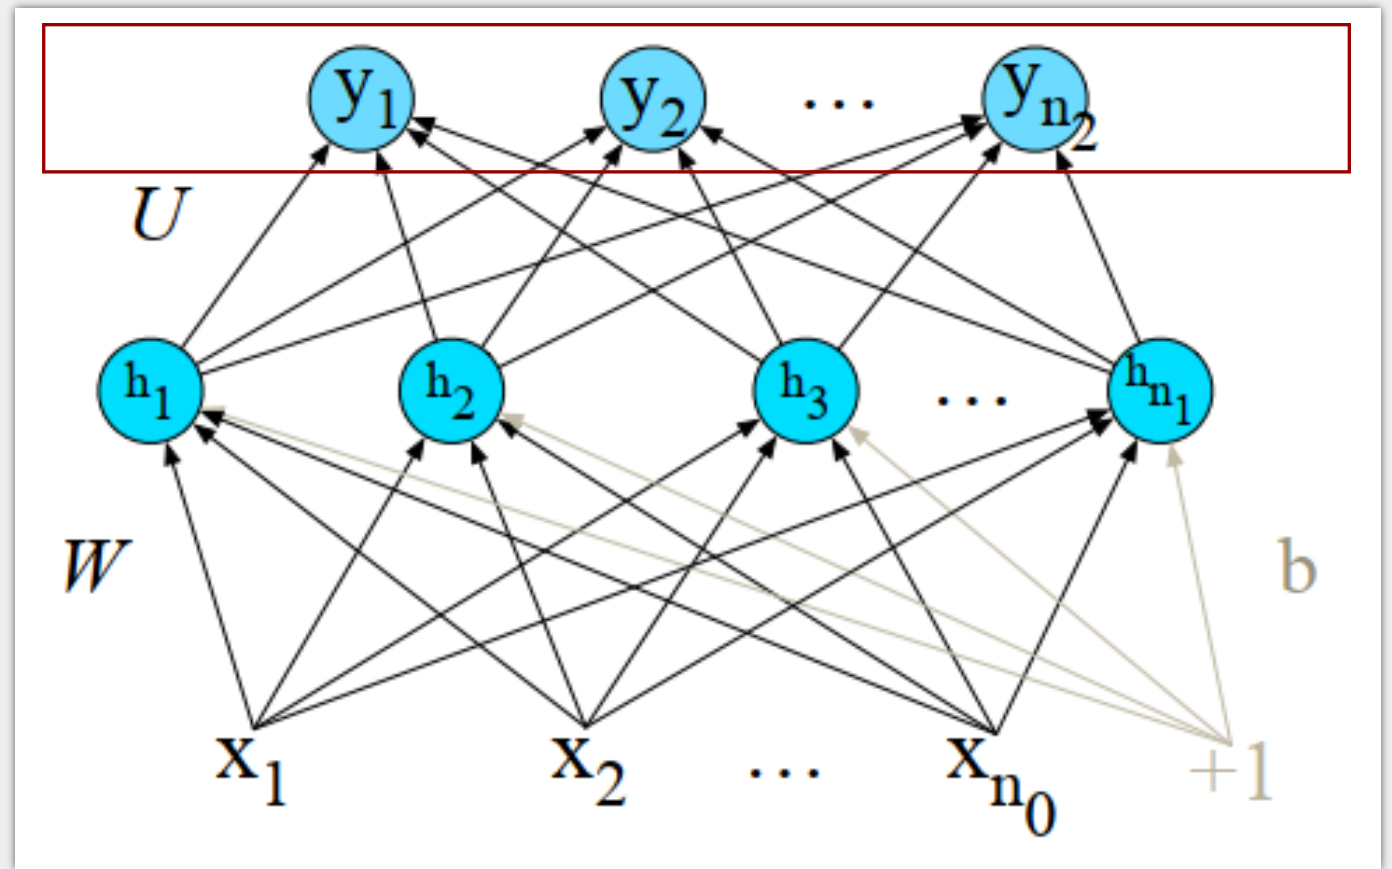 y₁ y₂ … yₙ₂
U
h₁ h₂ h₃ … hₙ₁
W b
x₁ x₂ … xₙ₀ +1